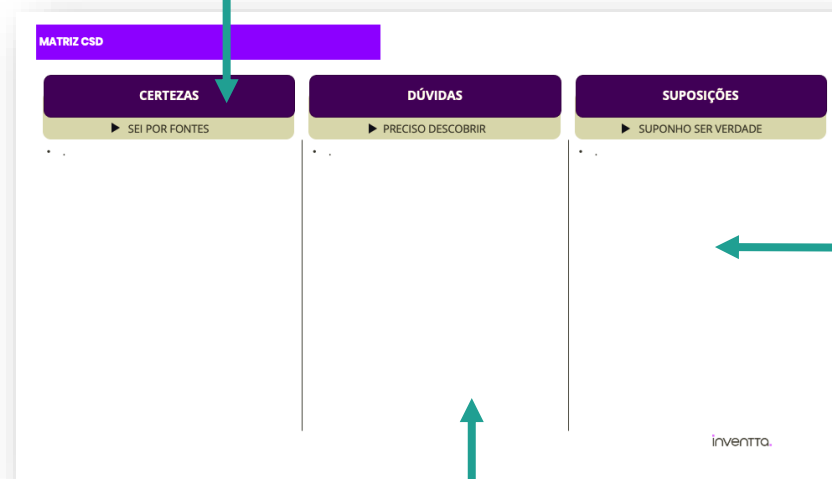 MATRIZ CSD
CERTEZAS
DÚVIDAS
SUPOSIÇÕES
▶ SEI POR FONTES
▶ PRECISO DESCOBRIR
▶ SUPONHO SER VERDADE
• .
• .
• .
inventta.